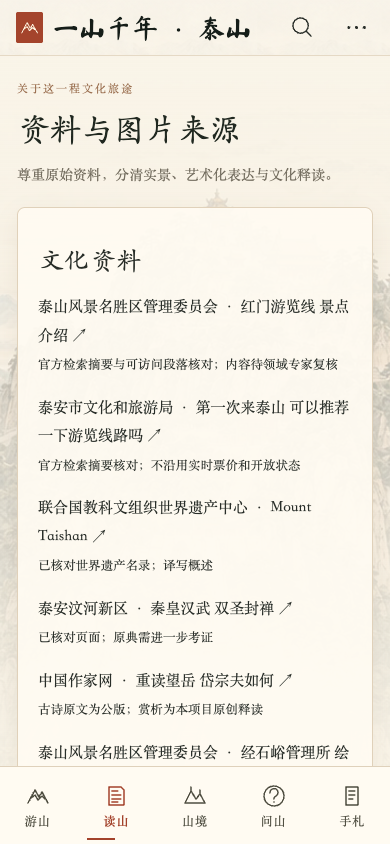 一山千年 · 泰山
关于这一程文化旅途
资料与图片来源
尊重原始资料，分清实景、艺术化表达与文化释读。
文化资料
泰山风景名胜区管理委员会 · 红门游览线 景点
介绍 ↗
官方检索摘要与可访问段落核对；内容待领域专家复核
泰安市文化和旅游局 · 第一次来泰山 可以推荐
一下游览线路吗 ↗
官方检索摘要核对；不沿用实时票价和开放状态
联合国教科文组织世界遗产中心 · Mount
Taishan ↗
已核对世界遗产名录；译写概述
泰安汶河新区 · 秦皇汉武 双圣封禅 ↗
已核对页面；原典需进一步考证
中国作家网 · 重读望岳 岱宗夫如何 ↗
古诗原文为公版；赏析为本项目原创释读
泰山风景名胜区管理委员会 · 经石峪管理所 绘
游山
读山
山境
问山
手札